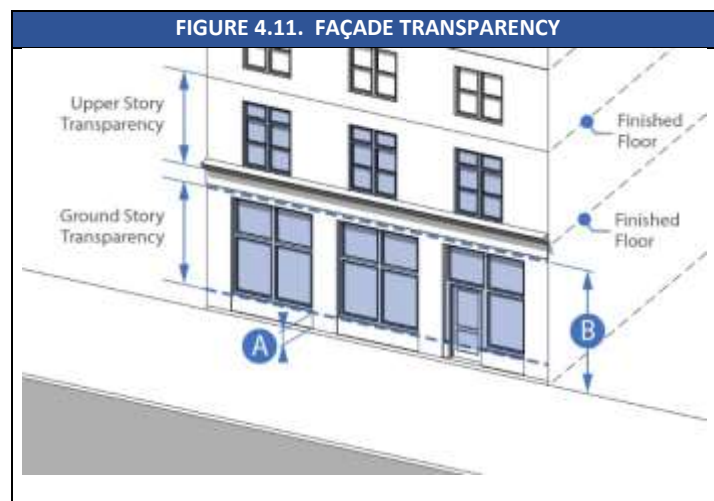 FIGURE 4.11. FAÇADE TRANSPARENCY
Upper Story
Transparency
Finished
Floor
Ground Story
Transparency
Finished
Floor
A
B